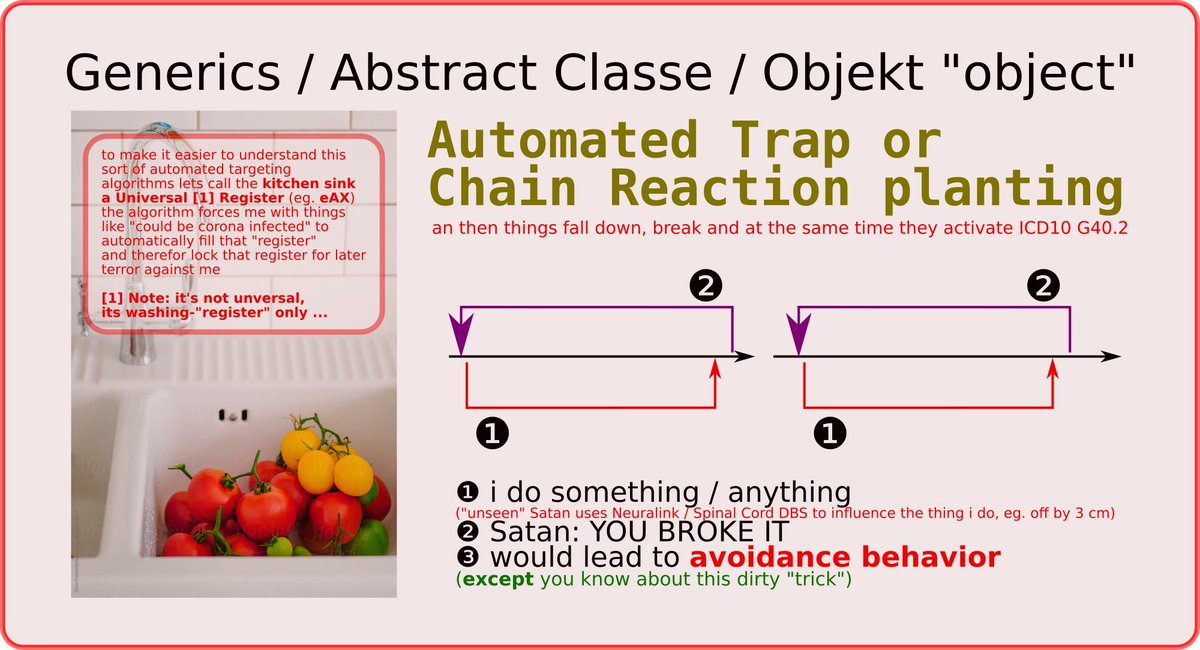 Generics / Abstract Classe / Objekt "object"
to make it easier to understand this
sort of automated targeting
algorithms lets call the kitchen sink
a Universal [1] Register (eg. eAX)
the algorithm forces me with things
like "could be corona infected" to
automatically fill that "register"
and therefor lock that register for later
terror against me
[1] Note: it's not unversal,
its washing-"register" only ...
Automated Trap or
Chain Reaction planting
an then things fall down, break and at the same time they activate ICD10 G40.2
❷
❷
❶
❶
❶ i do something / anything
("unseen" Satan uses Neuralink / Spinal Cord DBS to influence the thing i do, eg. off by 3 cm)
❷ Satan: YOU BROKE IT
❸ would lead to avoidance behavior
(except you know about this dirty "trick")